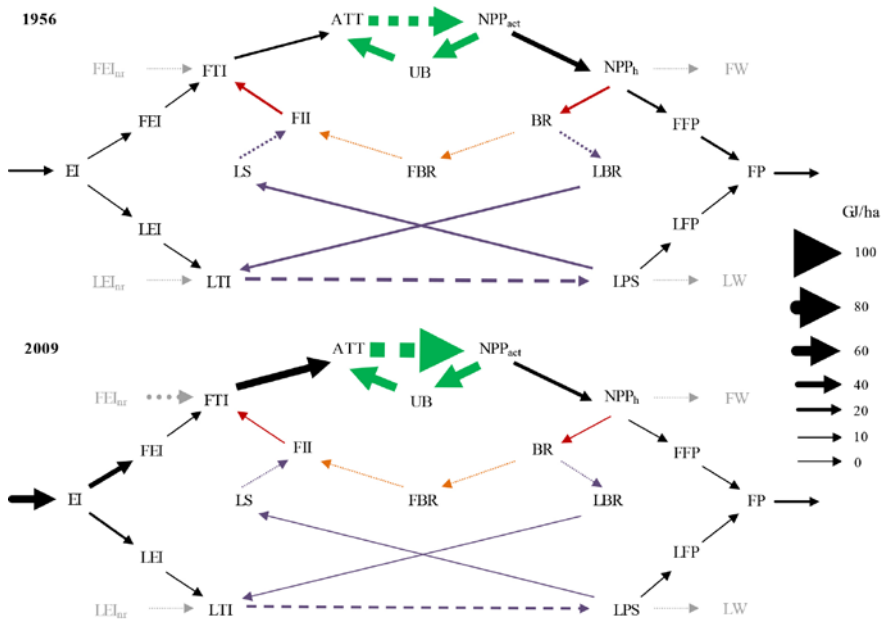 1956
ATT NPPact
FEInr FTI UB NPPh FW
FEI FII BR FFP
EI LS FBR LBR FP
LEI LFP
LEInr LTI LPS LW
GJ/ha
100
80
60
40
20
10
0
2009
ATT NPPact
FEInr FTI UB NPPh FW
FEI FII BR FFP
EI LS FBR LBR FP
LEI LFP
LEInr LTI LPS LW